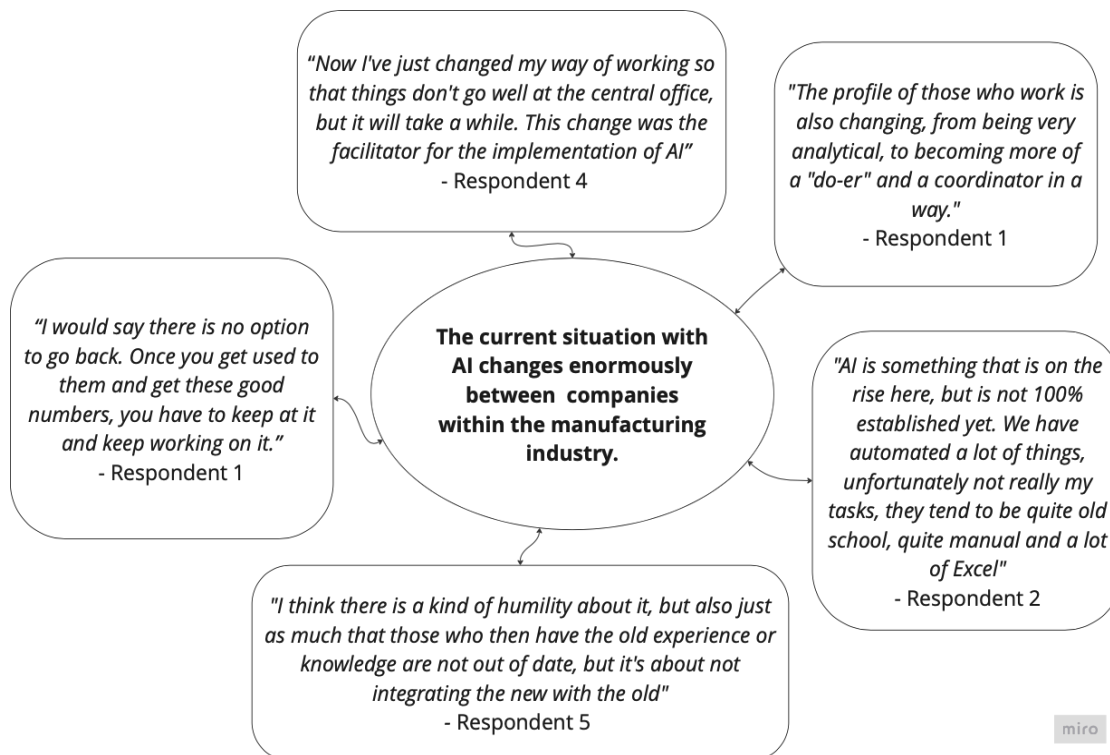 “Now I've just changed my way of working so
that things don't go well at the central office,
but it will take a while. This change was the
facilitator for the implementation of AI”
- Respondent 4
"The profile of those who work is
also changing, from being very
analytical, to becoming more of
a "do-er" and a coordinator in a
way."
- Respondent 1
“I would say there is no option
to go back. Once you get used to
them and get these good
numbers, you have to keep at it
and keep working on it.”
- Respondent 1
The current situation with
AI changes enormously
between companies
within the manufacturing
industry.
"AI is something that is on the
rise here, but is not 100%
established yet. We have
automated a lot of things,
unfortunately not really my
tasks, they tend to be quite old
school, quite manual and a lot
of Excel"
- Respondent 2
"I think there is a kind of humility about it, but also just
as much that those who then have the old experience or
knowledge are not out of date, but it's about not
integrating the new with the old"
- Respondent 5
miro